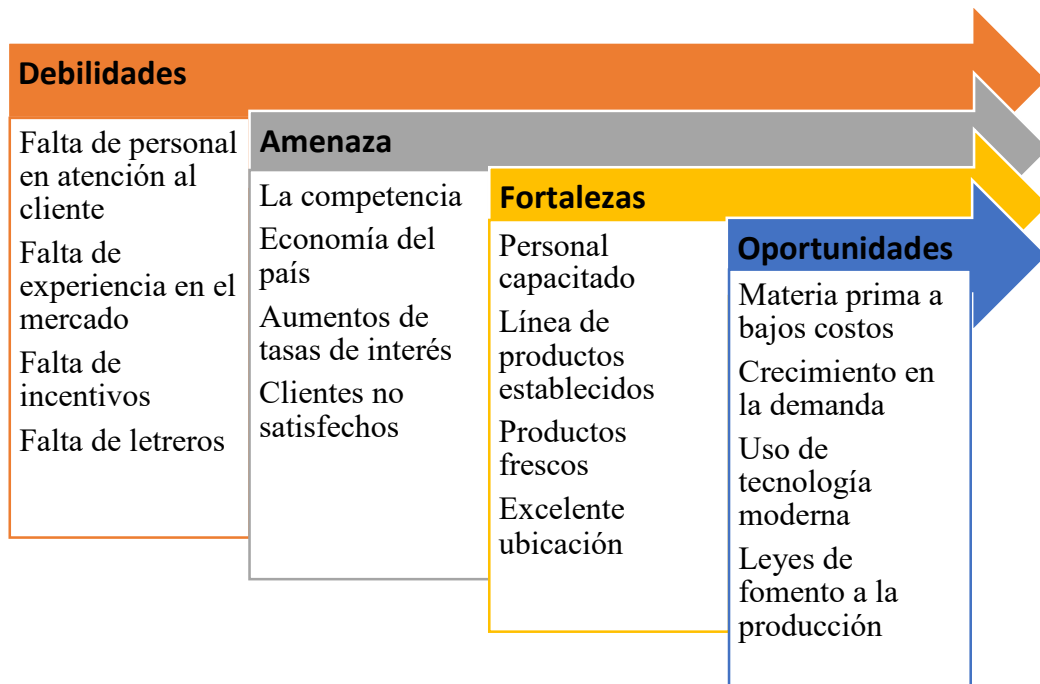 Debilidades
Falta de personal
en atención al
cliente
Falta de
experiencia en el
mercado
Falta de
incentivos
Falta de letreros
Amenaza
La competencia
Economía del
país
Aumentos de
tasas de interés
Clientes no
satisfechos
Fortalezas
Personal
capacitado
Línea de
productos
establecidos
Productos
frescos
Excelente
ubicación
Oportunidades
Materia prima a
bajos costos
Crecimiento en
la demanda
Uso de
tecnología
moderna
Leyes de
fomento a la
producción